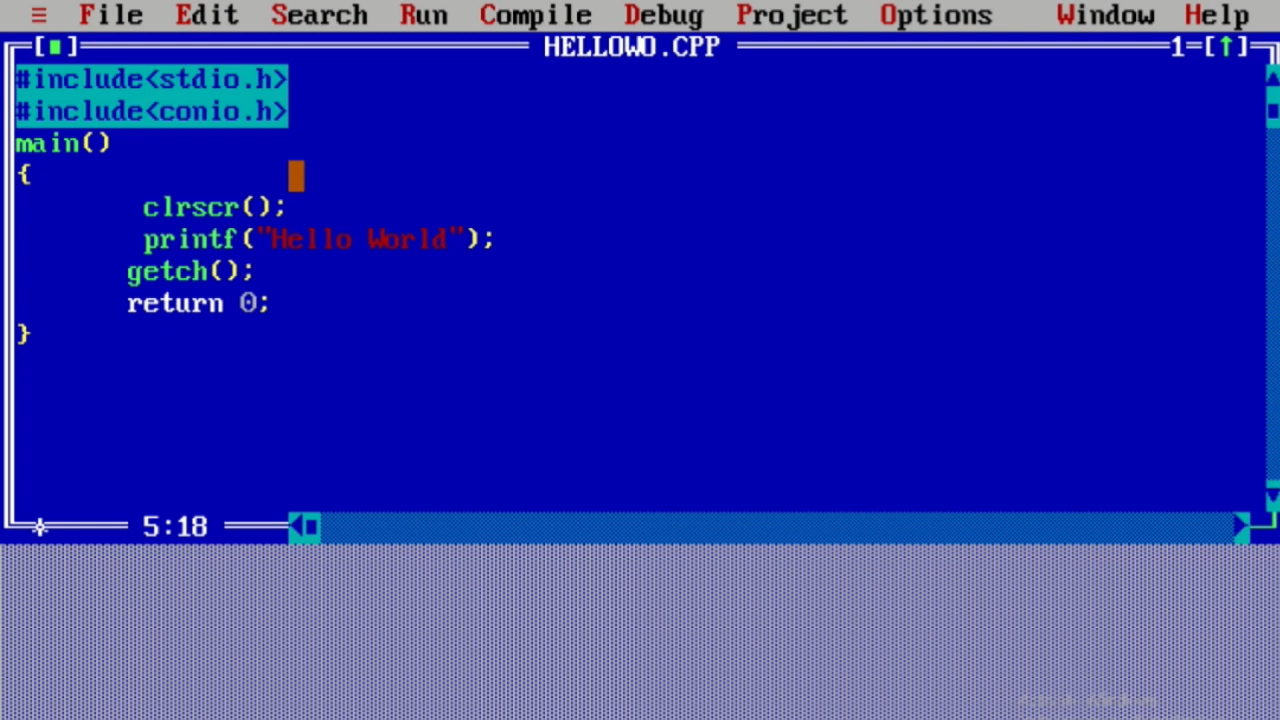 ≡ File Edit Search Run Compile Debug Project Options Window Help
[■] HELLOWO.CPP 1=[↑]
#include<stdio.h>
#include<conio.h>
main()
{
clrscr();
printf("Hello World");
getch();
return 0;
}
5:18